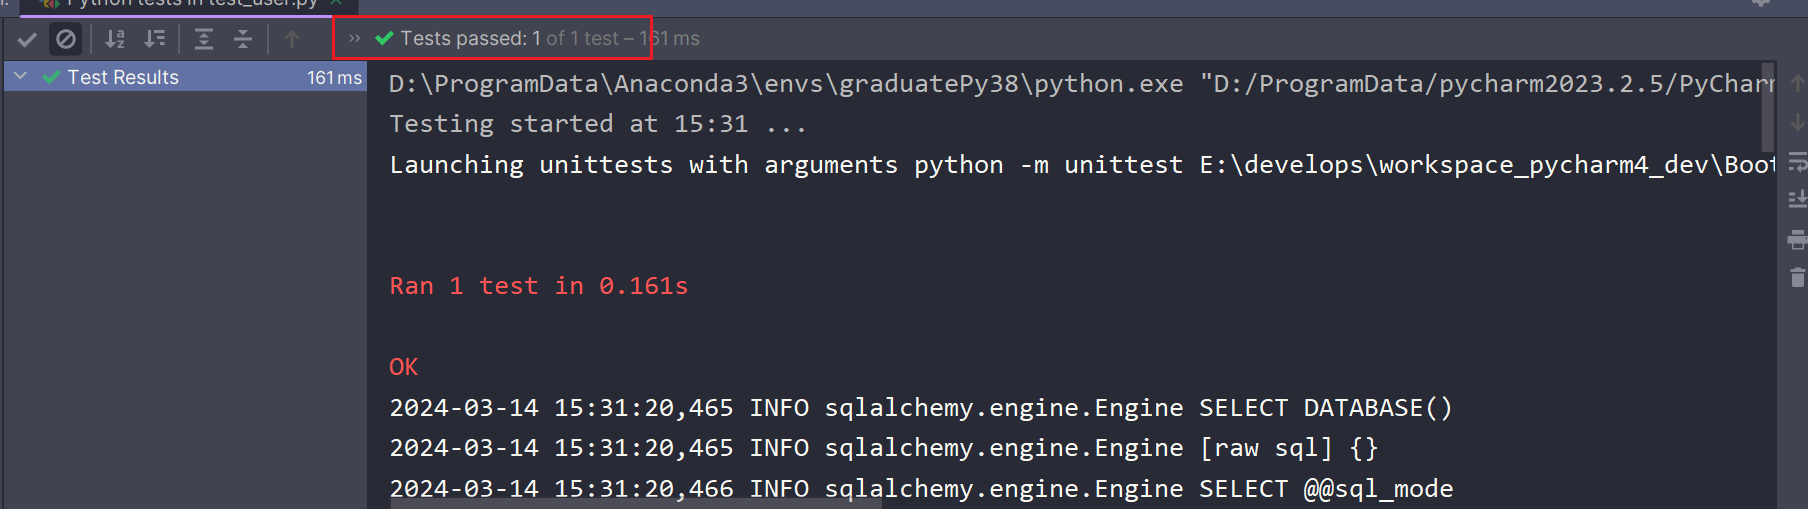 Python tests in test_user.py
Tests passed: 1 of 1 test – 161 ms
Test Results 161 ms
D:\ProgramData\Anaconda3\envs\graduatePy38\python.exe "D:/ProgramData/pycharm2023.2.5/PyCharm
Testing started at 15:31 ...
Launching unittests with arguments python -m unittest E:\develops\workspace_pycharm4_dev\Boot
Ran 1 test in 0.161s
OK
2024-03-14 15:31:20,465 INFO sqlalchemy.engine.Engine SELECT DATABASE()
2024-03-14 15:31:20,465 INFO sqlalchemy.engine.Engine [raw sql] {}
2024-03-14 15:31:20,466 INFO sqlalchemy.engine.Engine SELECT @@sql_mode